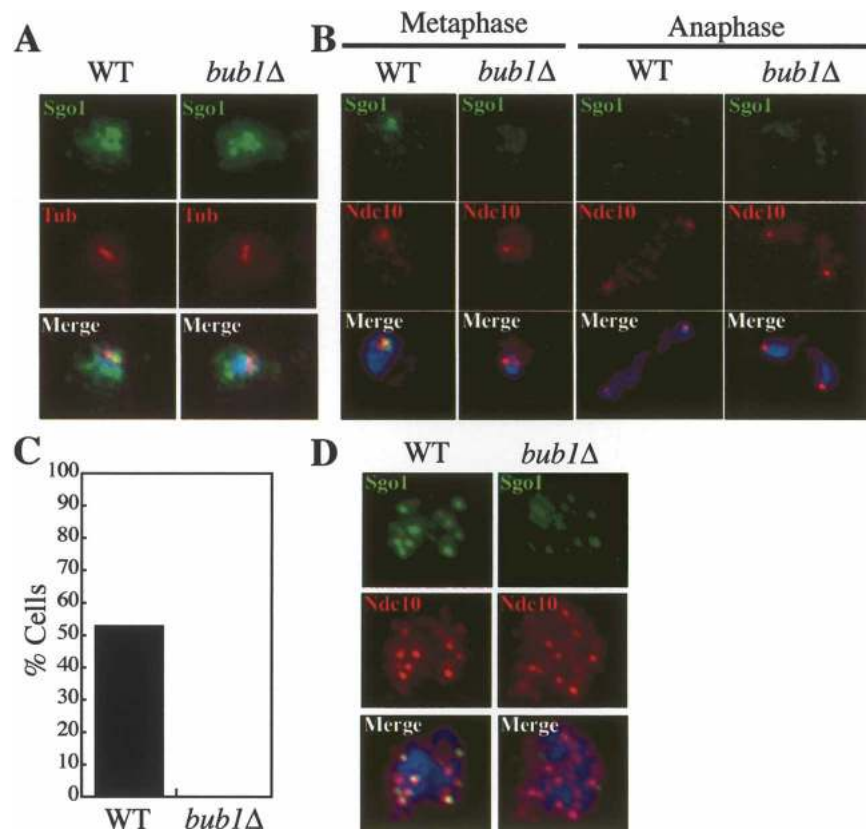 A
WT
bub1Δ
Sgo1
Sgo1
Tub
Tub
Merge
Merge
B
Metaphase
Anaphase
WT
bub1Δ
WT
bub1Δ
Sgo1
Sgo1
Sgo1
Sgo1
Ndc10
Ndc10
Ndc10
Ndc10
Merge
Merge
Merge
Merge
C
100
90
80
70
60
50
40
30
20
10
0
% Cells
WT
bub1Δ
D
WT
bub1Δ
Sgo1
Sgo1
Ndc10
Ndc10
Merge
Merge